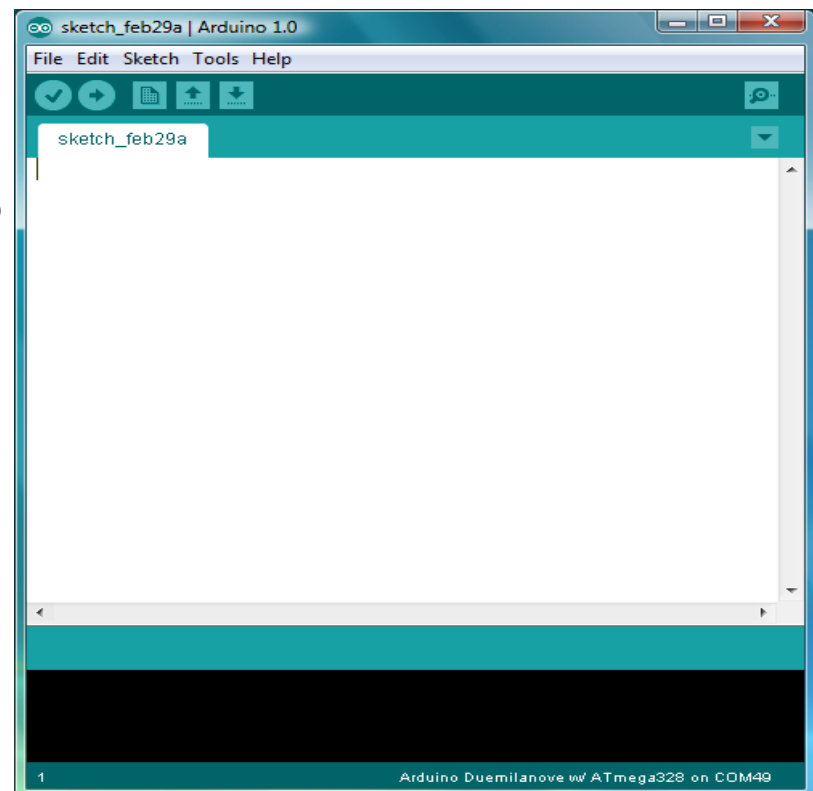 sketch_feb29a | Arduino 1.0
File Edit Sketch Tools Help
sketch_feb29a
1 Arduino Duemilanove w/ ATmega328 on COM49